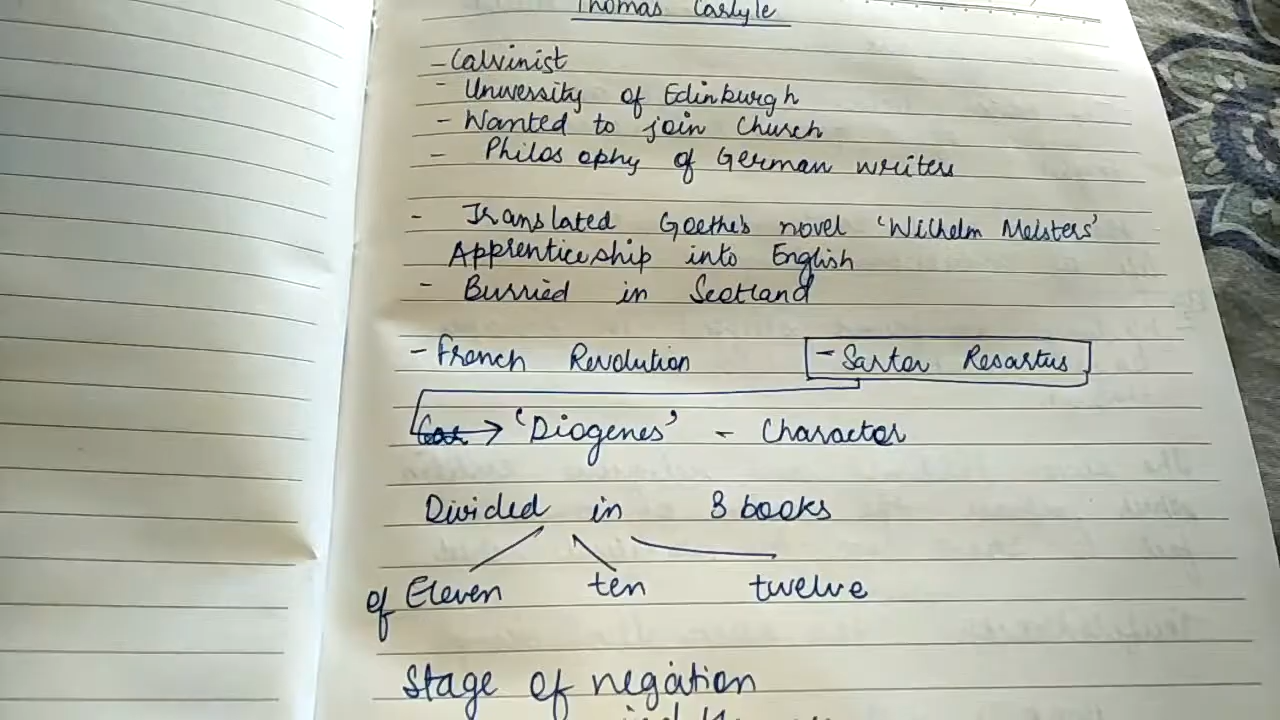 Thomas Carlyle
- Calvinist
- University of Edinburgh
- Wanted to join Church
- Philosophy of German writers
- Translated Goethe's novel 'Wilhelm Meisters'
Apprenticeship into English
- Burried in Scotland
- French Revolution - Sartor Resartus
→ 'Diogenes' - Character
Divided in 3 books
of Eleven ten twelve
Stage of negation